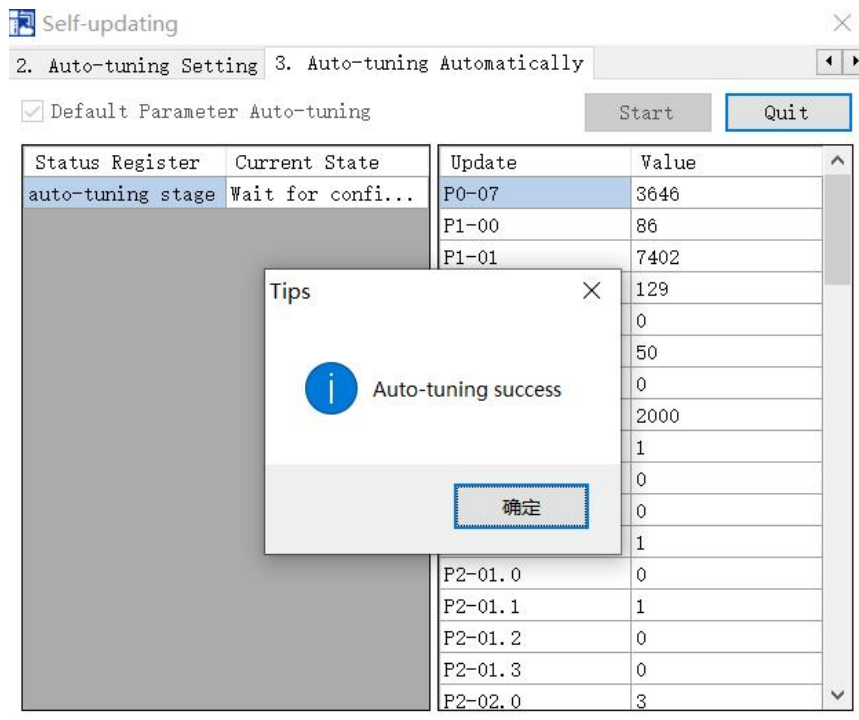 Self-updating
2. Auto-tuning Setting 3. Auto-tuning Automatically
Default Parameter Auto-tuning Start Quit
Status Register Current State Update Value
auto-tuning stage Wait for confi... P0-07 3646
P1-00 86
P1-01 7402
129
0
50
0
2000
1
0
0
1
Tips
Auto-tuning success
确定
P2-01.0 0
P2-01.1 1
P2-01.2 0
P2-01.3 0
P2-02.0 3